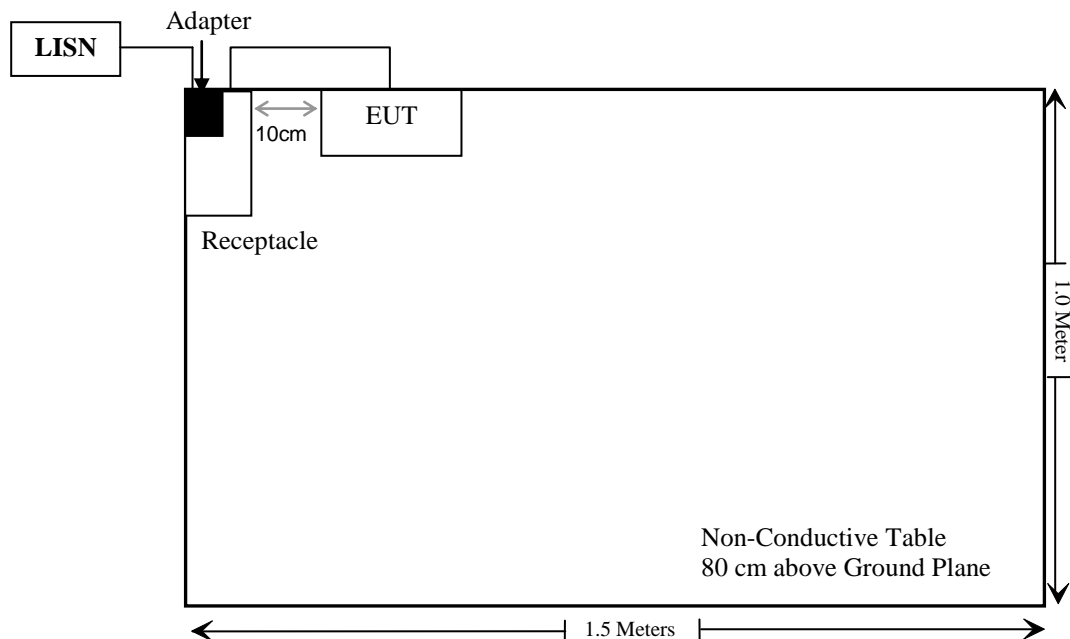 Adapter
LISN
EUT
10cm
Receptacle
1.0 Meter
Non-Conductive Table
80 cm above Ground Plane
1.5 Meters